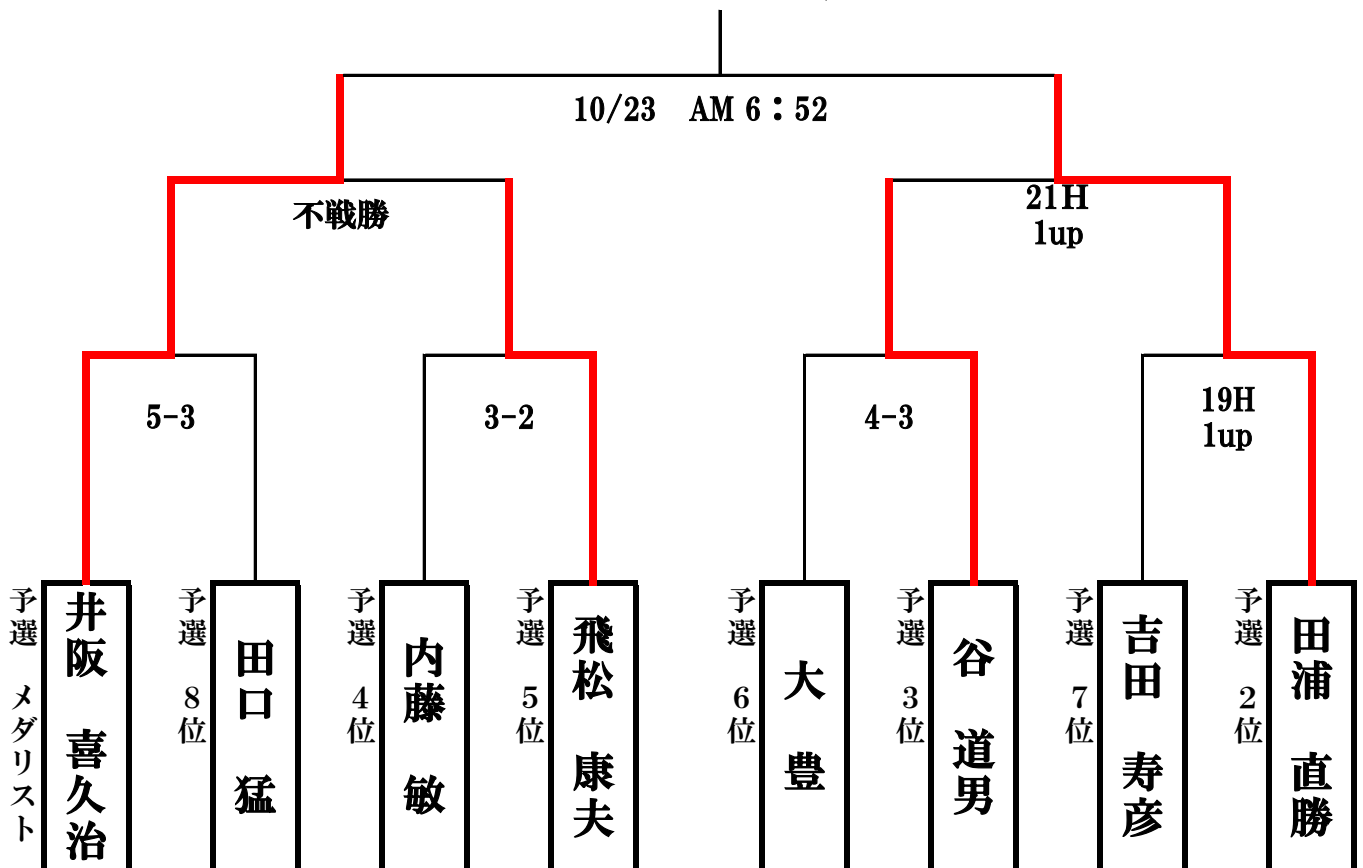 10/23 AM 6：52
不戦勝
21H
1up
5-3
3-2
4-3
19H
1up
予選 メダリスト
井阪 喜久治
予選 8位
田口 猛
予選 4位
内藤 敏
予選 5位
飛松 康夫
予選 6位
大 豊
予選 3位
谷 道男
予選 7位
吉田 寿彦
予選 2位
田浦 直勝